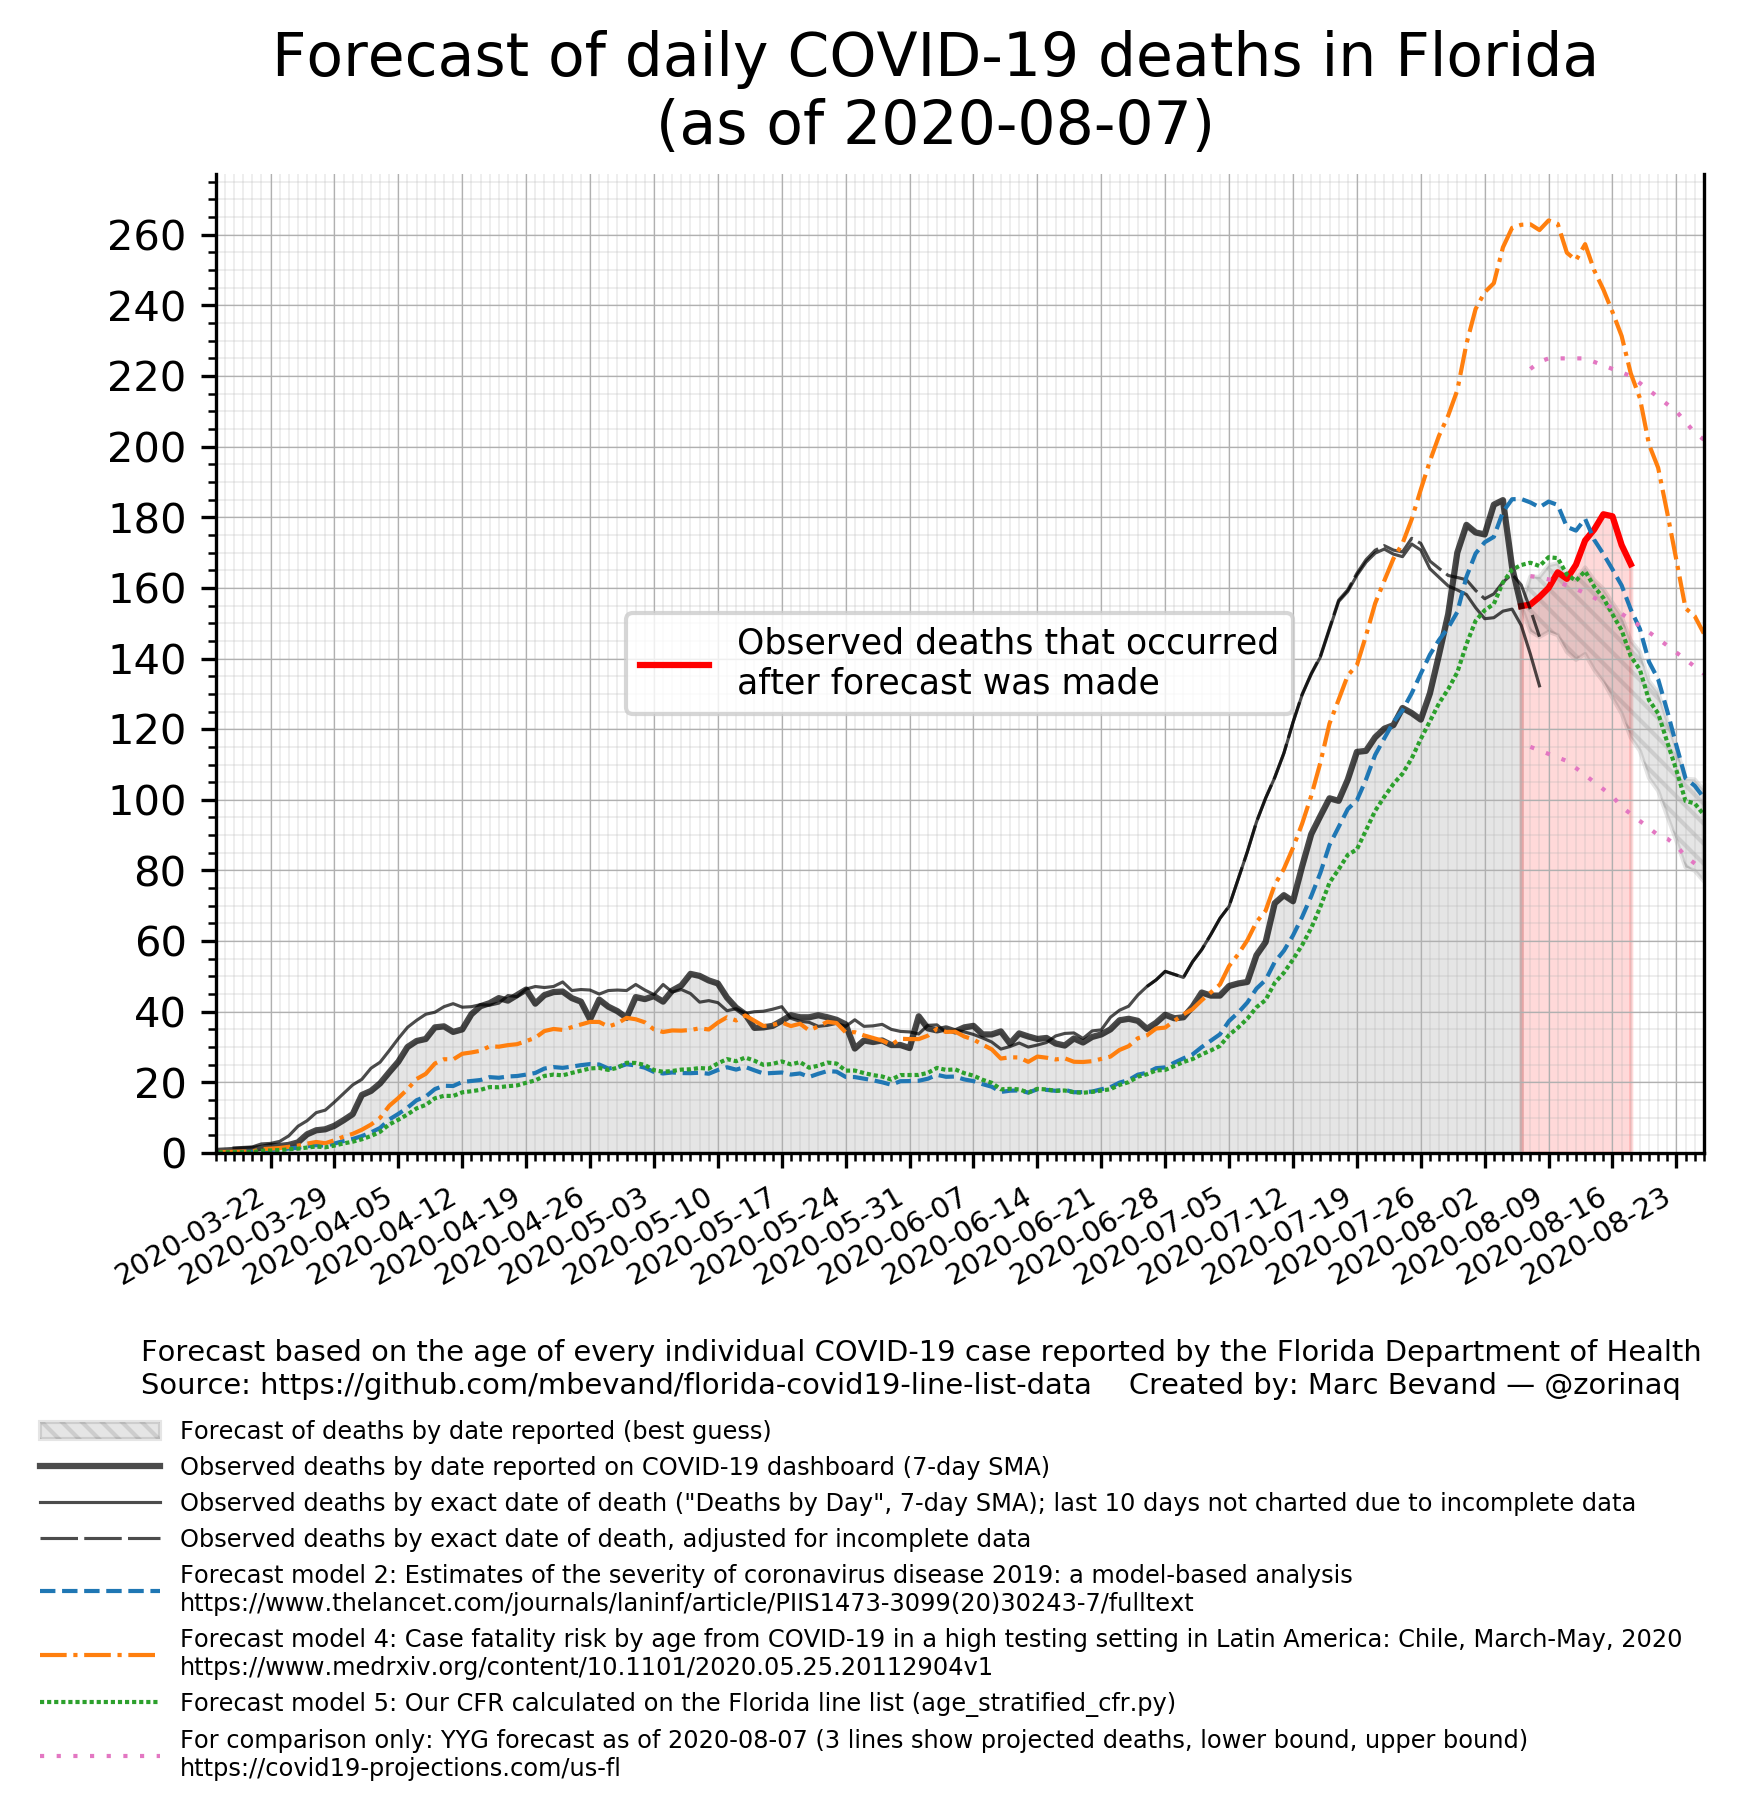 Forecast of daily COVID-19 deaths in Florida
(as of 2020-08-07)
260
240
220
200
180
160
140
120
100
80
60
40
20
0
Observed deaths that occurred
after forecast was made
2020-03-22
2020-03-29
2020-04-05
2020-04-12
2020-04-19
2020-04-26
2020-05-03
2020-05-10
2020-05-17
2020-05-24
2020-05-31
2020-06-07
2020-06-14
2020-06-21
2020-06-28
2020-07-05
2020-07-12
2020-07-19
2020-07-26
2020-08-02
2020-08-09
2020-08-16
2020-08-23
Forecast based on the age of every individual COVID-19 case reported by the Florida Department of Health
Source: https://github.com/mbevand/florida-covid19-line-list-data Created by: Marc Bevand — @zorinaq
Forecast of deaths by date reported (best guess)
Observed deaths by date reported on COVID-19 dashboard (7-day SMA)
Observed deaths by exact date of death ("Deaths by Day", 7-day SMA); last 10 days not charted due to incomplete data
Observed deaths by exact date of death, adjusted for incomplete data
Forecast model 2: Estimates of the severity of coronavirus disease 2019: a model-based analysis
https://www.thelancet.com/journals/laninf/article/PIIS1473-3099(20)30243-7/fulltext
Forecast model 4: Case fatality risk by age from COVID-19 in a high testing setting in Latin America: Chile, March-May, 2020
https://www.medrxiv.org/content/10.1101/2020.05.25.20112904v1
Forecast model 5: Our CFR calculated on the Florida line list (age_stratified_cfr.py)
For comparison only: YYG forecast as of 2020-08-07 (3 lines show projected deaths, lower bound, upper bound)
https://covid19-projections.com/us-fl